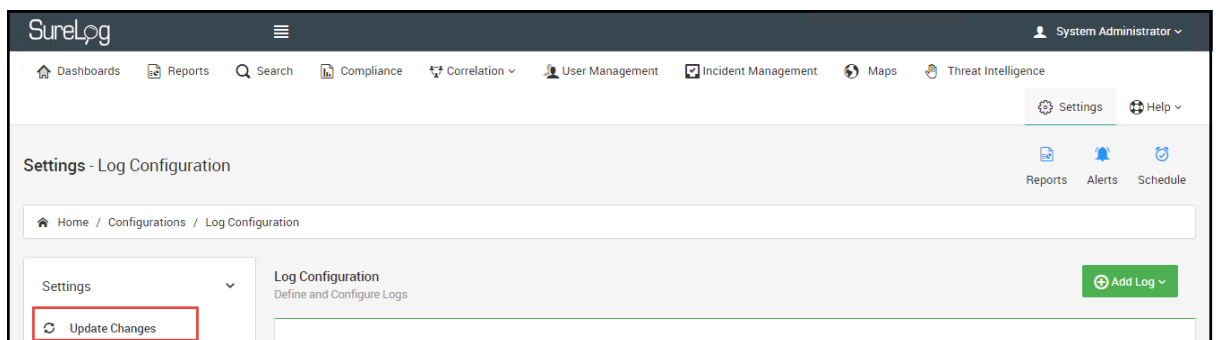 SureLog
System Administrator
Dashboards Reports Search Compliance Correlation User Management Incident Management Maps Threat Intelligence
Settings Help
Settings - Log Configuration
Reports Alerts Schedule
Home / Configurations / Log Configuration
Settings
Log Configuration
Define and Configure Logs
Add Log
Update Changes